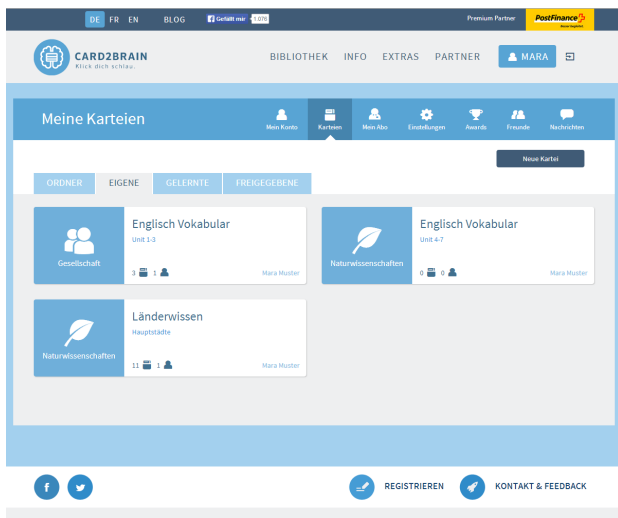 DE FR EN BLOG Gefällt mir 1.078 Premium Partner PostFinance
CARD2BRAIN
Klick dich schlau.
BIBLIOTHEK INFO EXTRAS PARTNER MARA
Meine Karteien
Mein Konto Karteien Mein Abo Einstellungen Awards Freunde Nachrichten
Neue Kartei
ORDNER EIGENE GELERNTE FREIGEGEBENE
Gesellschaft
Englisch Vokabular
Unit 1-3
3 1 Mara Muster
Naturwissenschaften
Englisch Vokabular
Unit 4-7
0 0 Mara Muster
Naturwissenschaften
Länderwissen
Hauptstädte
11 1 Mara Muster
REGISTRIEREN KONTAKT & FEEDBACK